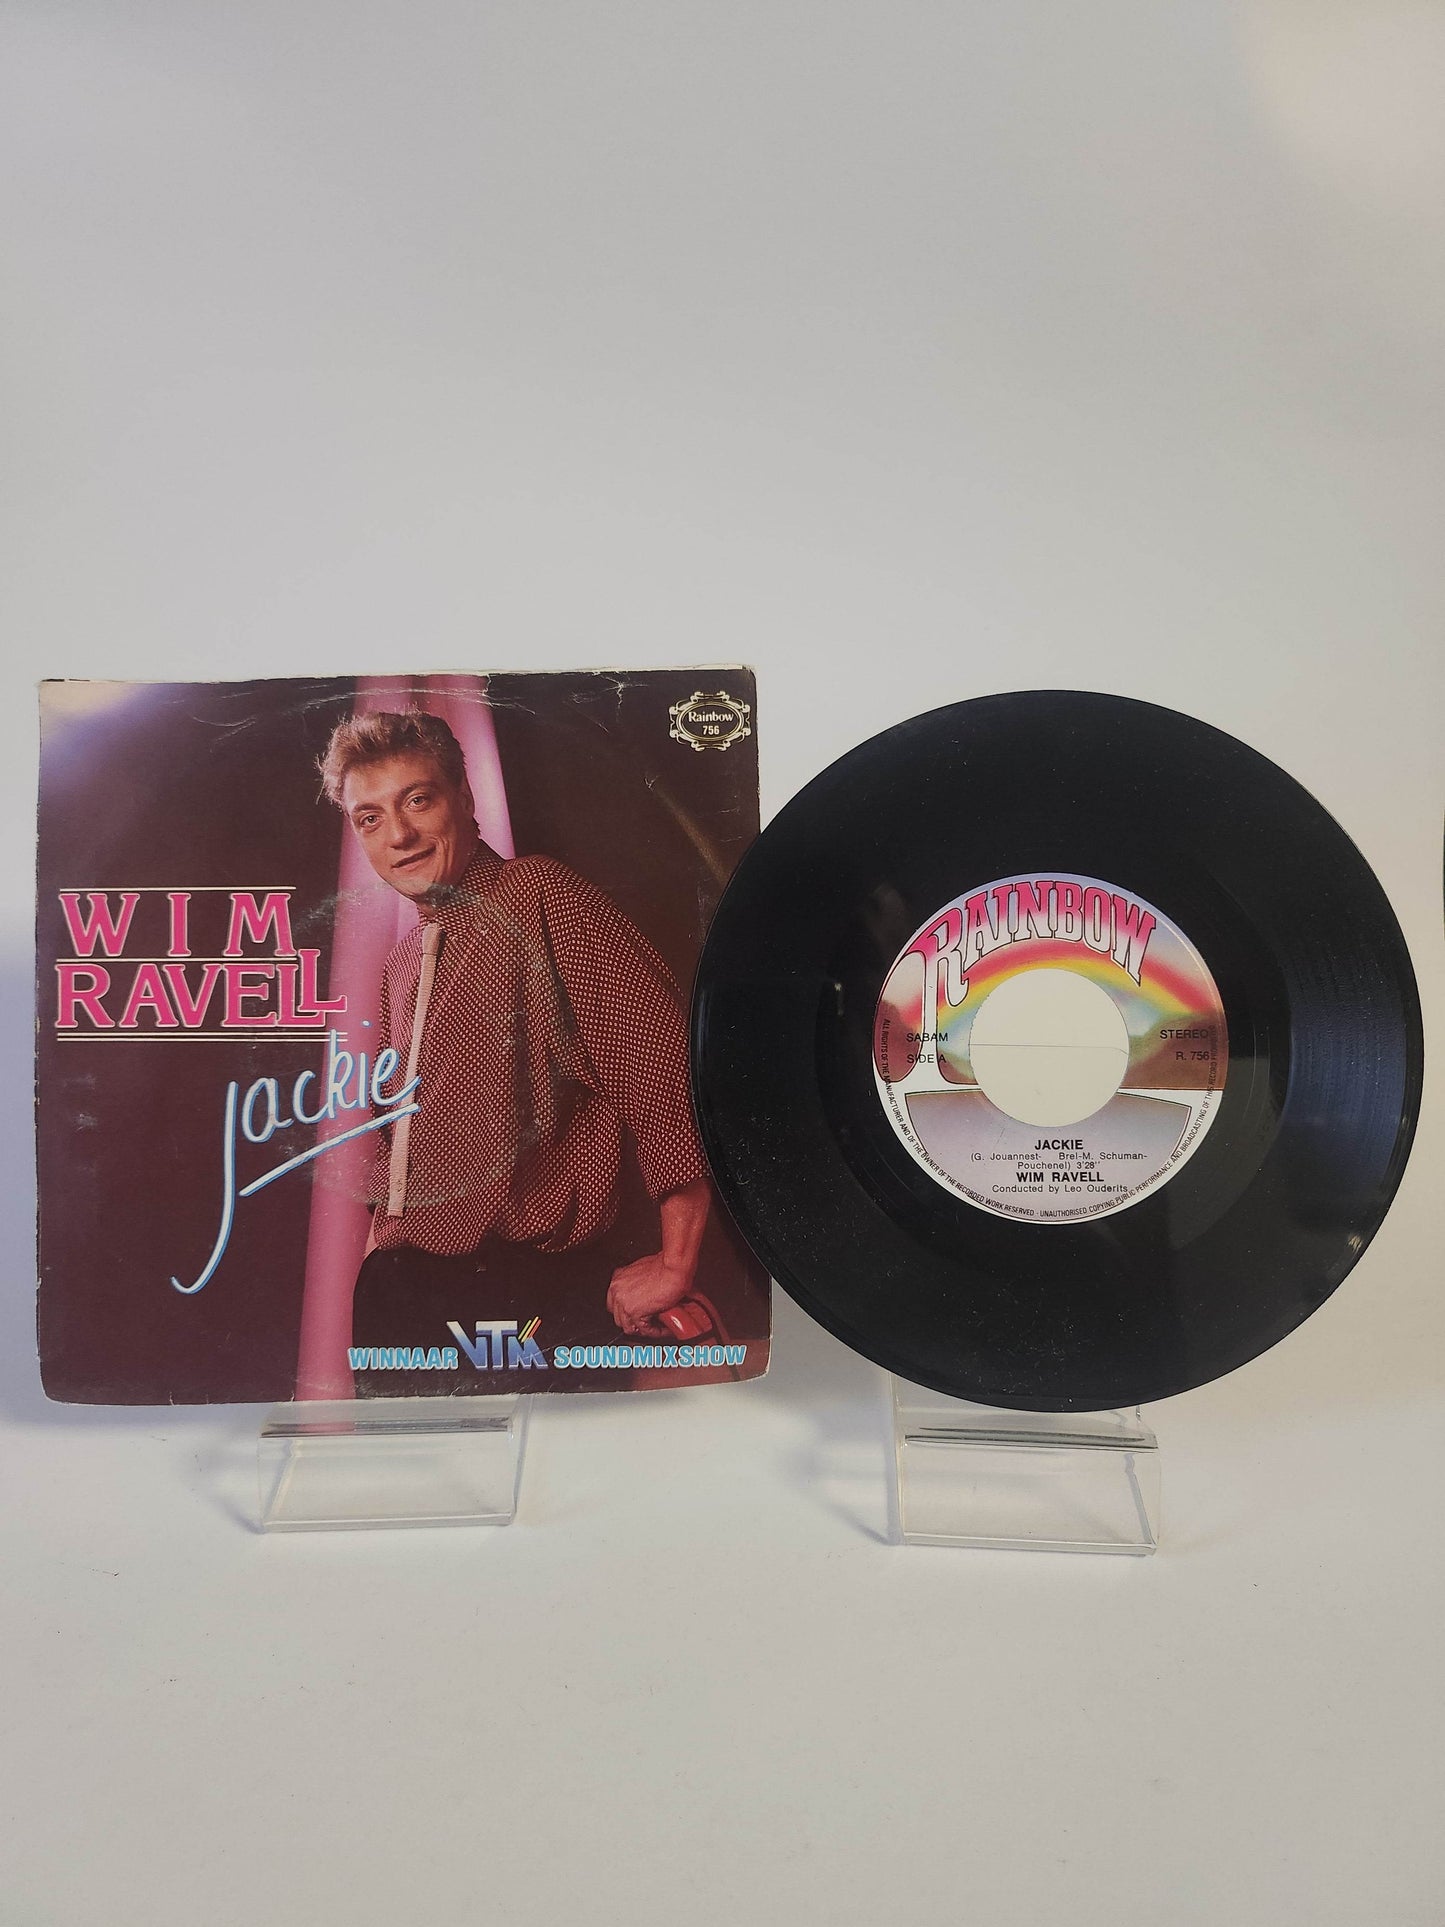 Rainbow
756
WIM
RAVELL
jackie
WINNAAR VTM SOUNDMIXSHOW
RAINBOW
SABAM
STEREO
SIDE A
R. 756
JACKIE
(G. Jouannest- Brel-M. Schuman-
Pouchenel) 3'28''
WIM RAVELL
Conducted by Leo Ouderits
ALL RIGHTS OF THE MANUFACTURER AND OF THE OWNER OF THE RECORDED WORK RESERVED - UNAUTHORISED COPYING PUBLIC PERFORMANCE AND BROADCASTING OF THIS RECORD PROHIBITED